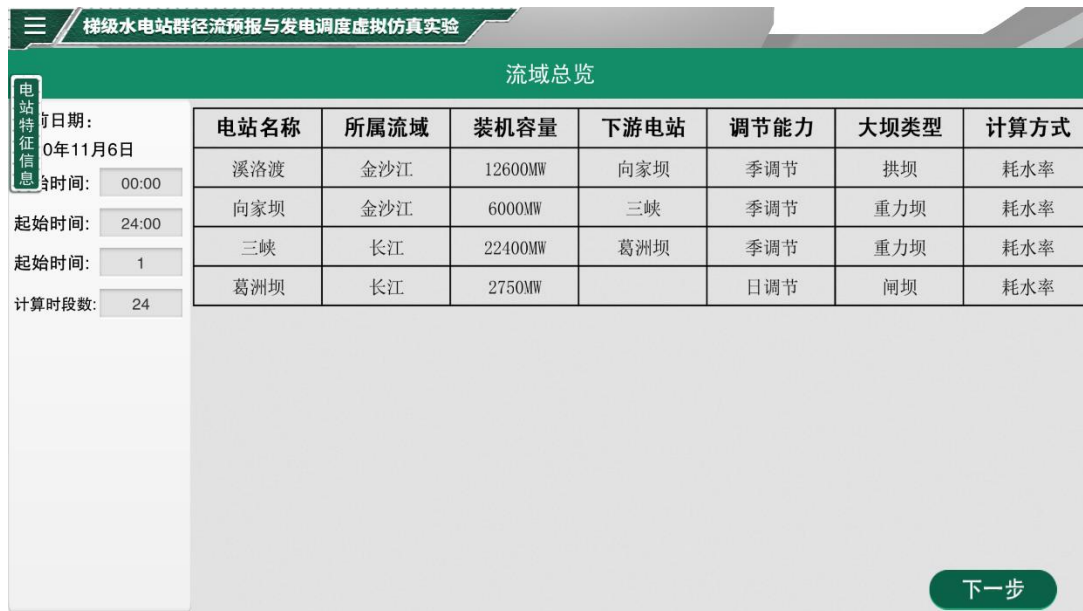 梯级水电站群径流预报与发电调度虚拟仿真实验
流域总览
电站特征信息
前日期:
0年11月6日
始时间: 00:00
起始时间: 24:00
起始时间: 1
计算时段数: 24
电站名称 所属流域 装机容量 下游电站 调节能力 大坝类型 计算方式
溪洛渡 金沙江 12600MW 向家坝 季调节 拱坝 耗水率
向家坝 金沙江 6000MW 三峡 季调节 重力坝 耗水率
三峡 长江 22400MW 葛洲坝 季调节 重力坝 耗水率
葛洲坝 长江 2750MW 日调节 闸坝 耗水率
下一步